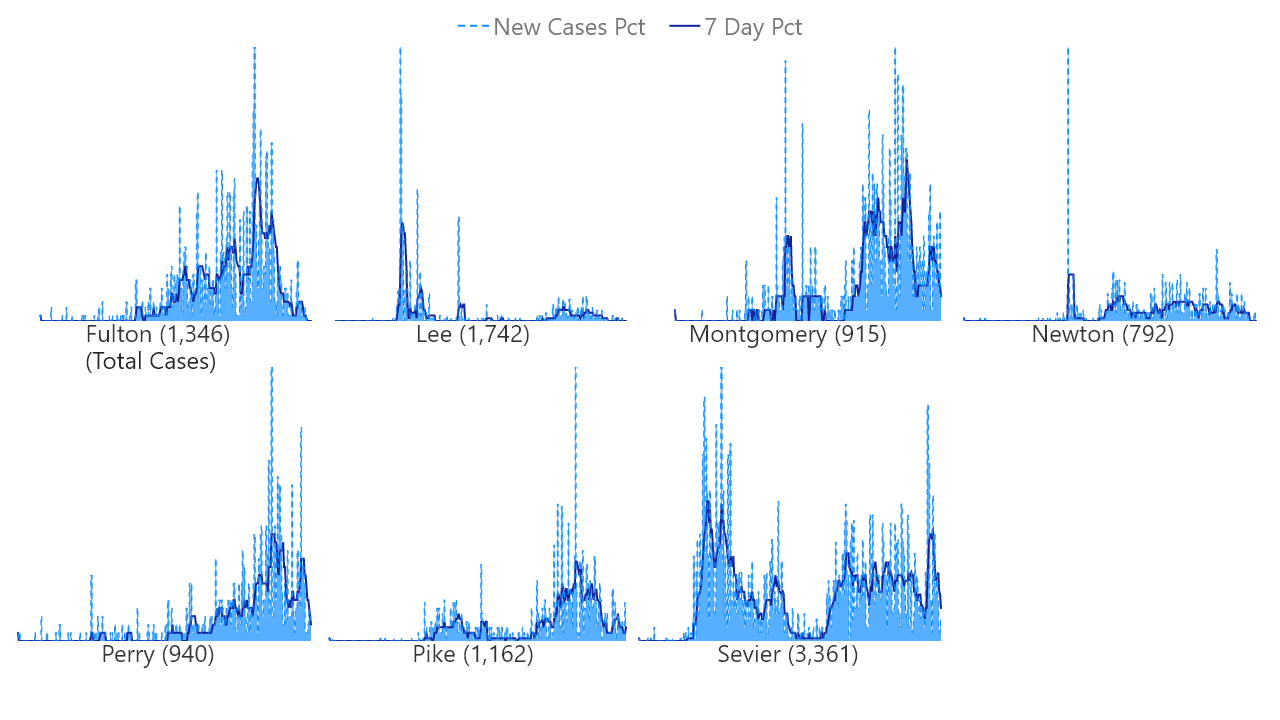 New Cases Pct 7 Day Pct
Fulton (1,346) Lee (1,742) Montgomery (915) Newton (792)
(Total Cases)
Perry (940) Pike (1,162) Sevier (3,361)